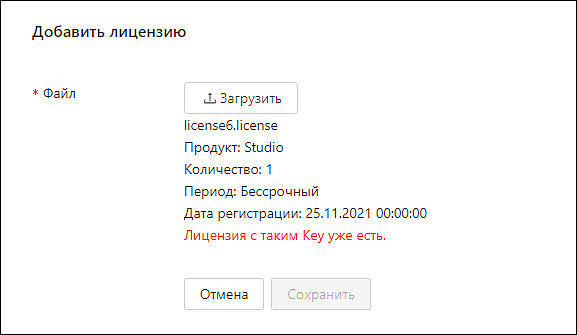 Добавить лицензию
* Файл
Загрузить
license6.license
Продукт: Studio
Количество: 1
Период: Бессрочный
Дата регистрации: 25.11.2021 00:00:00
Лицензия с таким Key уже есть.
Отмена
Сохранить